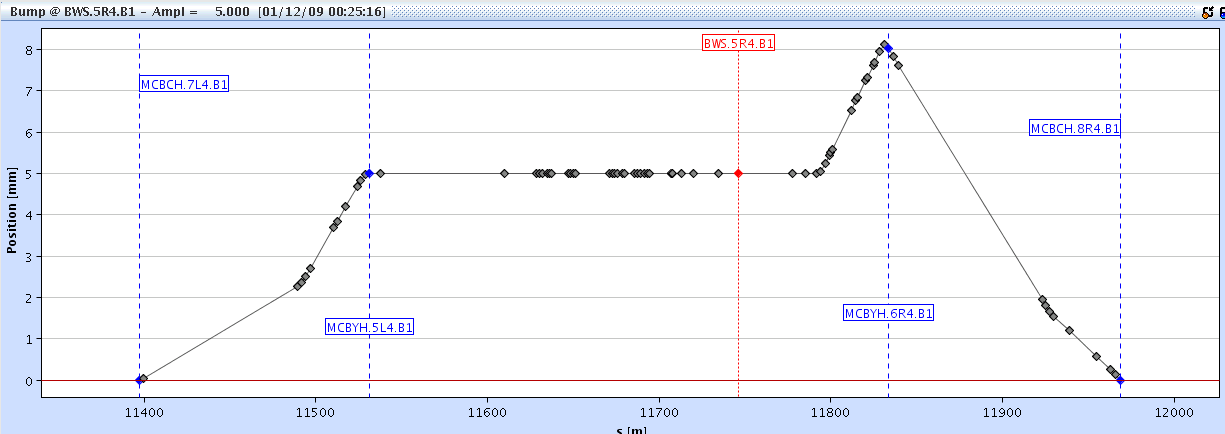 Bump @ BWS.5R4.B1 - Ampl = 5.000 [01/12/09 00:25:16]
BWS.5R4.B1
MCBCH.7L4.B1
MCBCH.8R4.B1
MCBYH.6R4.B1
MCBYH.5L4.B1
Position [mm]
8
7
6
5
4
3
2
1
0
11400 11500 11600 11700 11800 11900 12000
s [m]